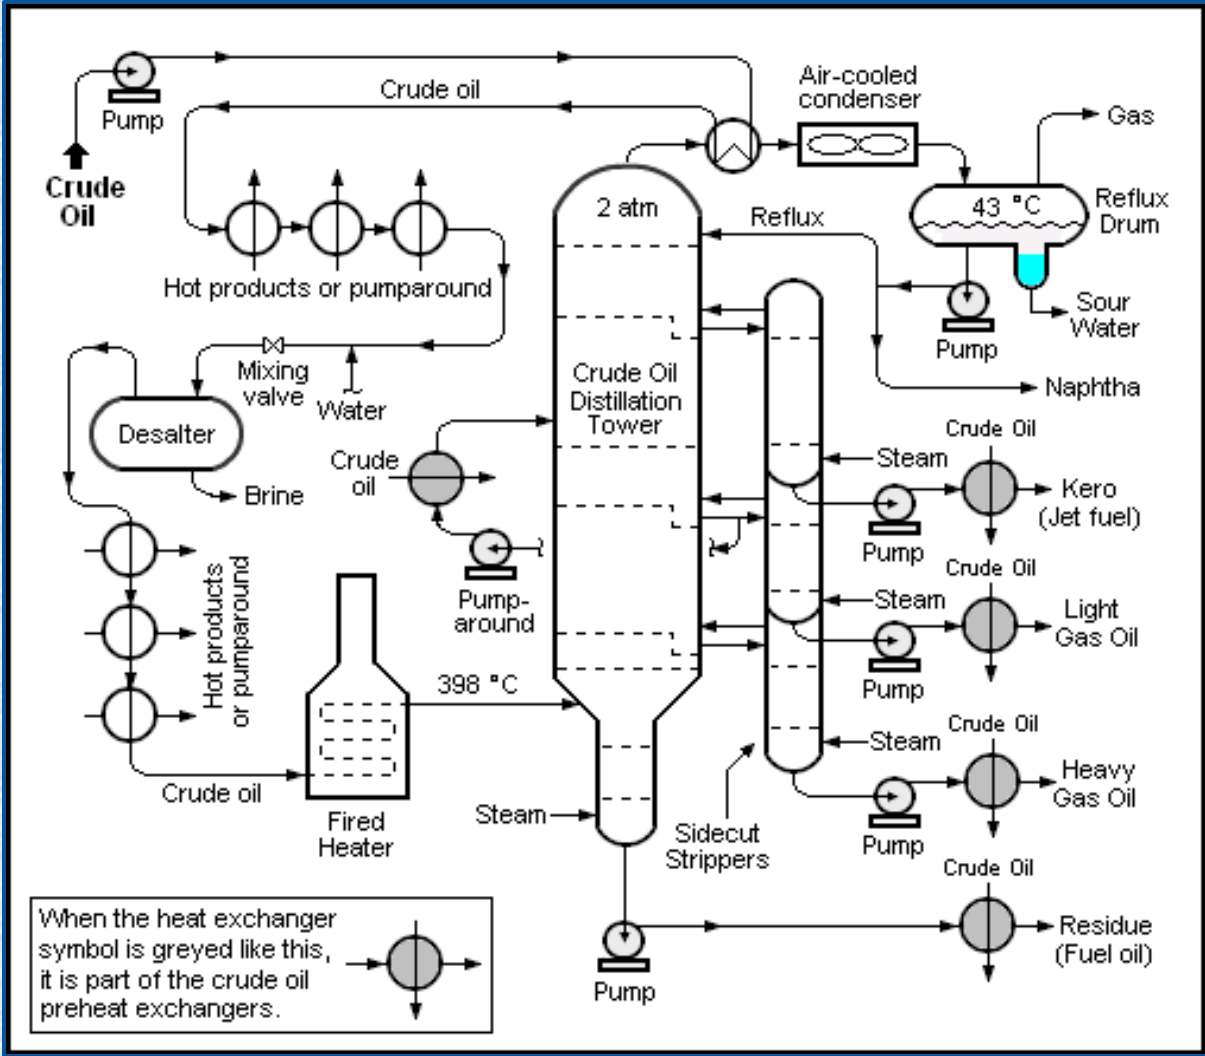 Crude oil
Pump
Crude
Oil
Air-cooled
condenser
Gas
2 atm
Reflux
43 °C
Reflux
Drum
Hot products or pumparound
Sour
Water
Pump
Mixing
valve
Water
Crude Oil
Distillation
Tower
Naphtha
Desalter
Brine
Crude
oil
Steam
Crude Oil
Kero
(Jet fuel)
Pump
Pump-
around
Hot products
or pumparound
Steam
Crude Oil
Light
Gas Oil
Pump
398 °C
Steam
Crude Oil
Heavy
Gas Oil
Pump
Crude oil
Fired
Heater
Steam
Sidecut
Strippers
Crude Oil
Residue
(Fuel oil)
Pump
When the heat exchanger
symbol is greyed like this,
it is part of the crude oil
preheat exchangers.